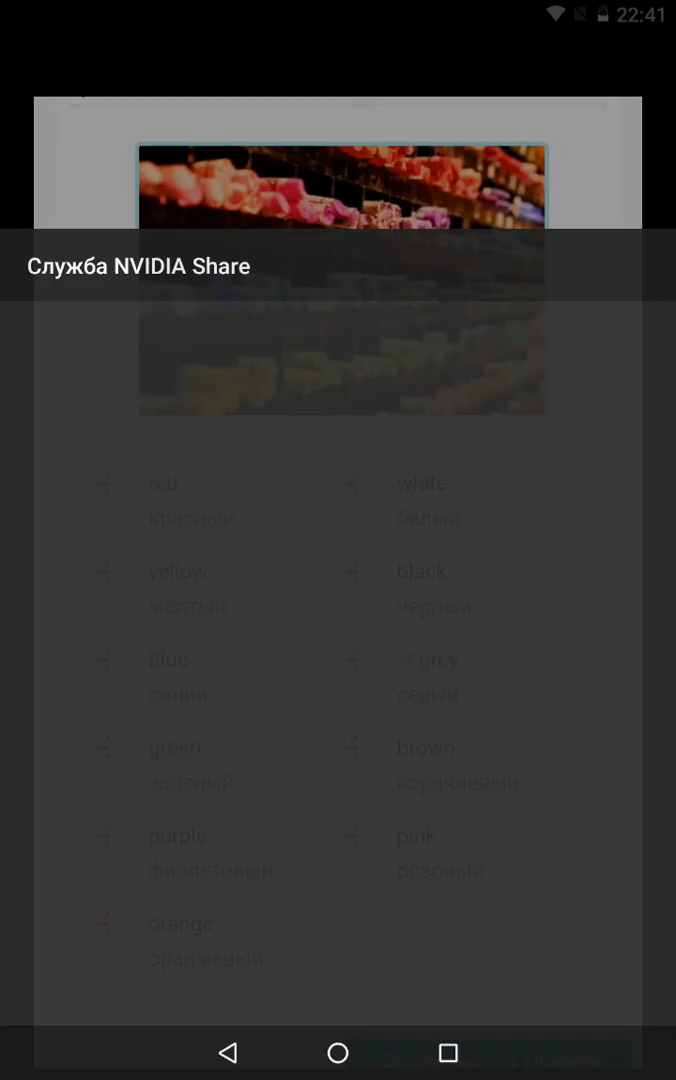 22:41
Служба NVIDIA Share
red
white
красный
белый
yellow
black
желтый
черный
blue
grey
синий
серый
green
brown
зеленый
коричневый
purple
pink
фиолетовый
розовый
orange
оранжевый